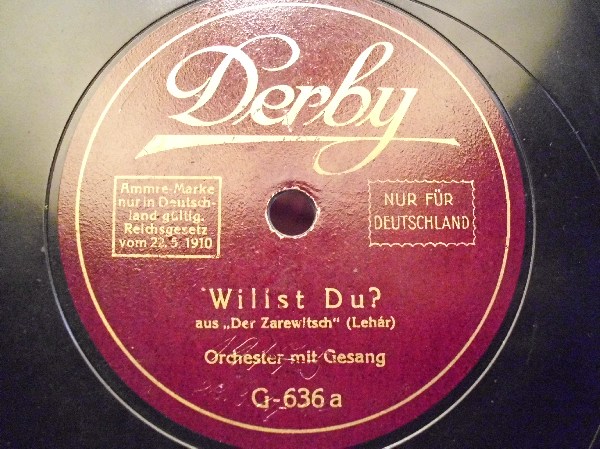 Derby
Ammre-Marke
nur in Deutsch-
land gültig.
Reichsgesetz
vom 22.5.1910
NUR FÜR
DEUTSCHLAND
Willst Du?
aus „Der Zarewitsch" (Lehár)
Orchester mit Gesang
G-636 a